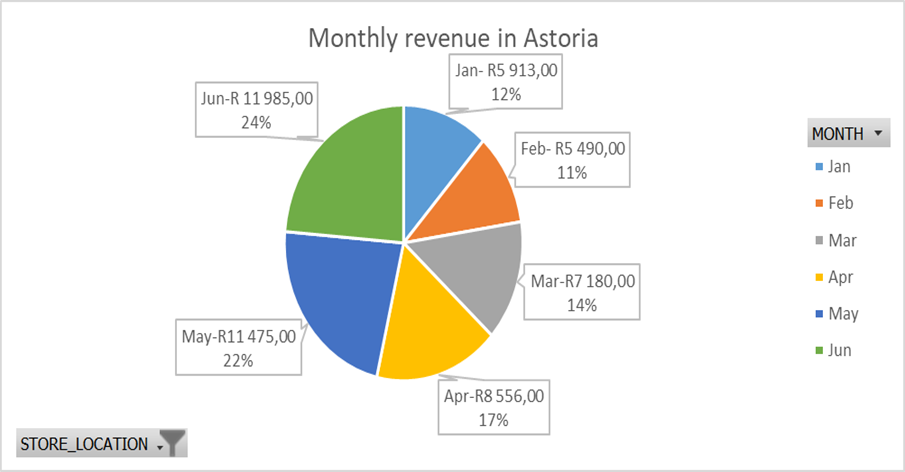 Monthly revenue in Astoria
Jan- R5 913,00
12%
Jun-R 11 985,00
24%
Feb- R5 490,00
11%
Mar-R7 180,00
14%
May-R11 475,00
22%
Apr-R8 556,00
17%
MONTH
Jan
Feb
Mar
Apr
May
Jun
STORE_LOCATION